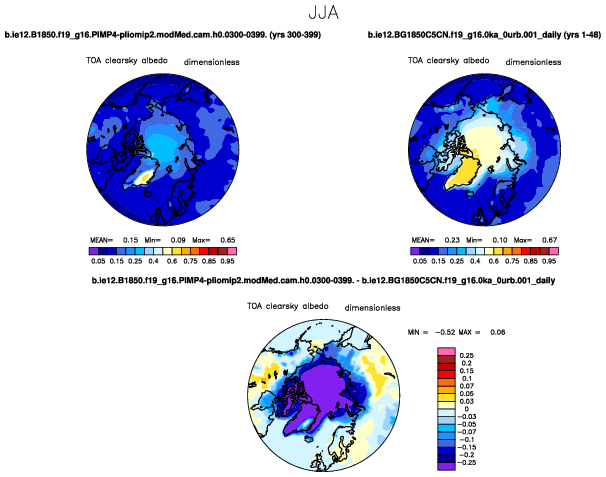 JJA
b.ie12.B1850.f19_g16.PIMP4-pliomip2.modMed.cam.h0.0300-0399. (yrs 300-399)
b.ie12.BG1850C5CN.f19_g16.0ka_0urb.001_daily (yrs 1-48)
TOA clearsky albedo dimensionless
TOA clearsky albedo dimensionless
MEAN= 0.15 Min= 0.09 Max= 0.65
MEAN= 0.23 Min= 0.10 Max= 0.67
0.05 0.15 0.25 0.4 0.6 0.75 0.85 0.95
0.05 0.15 0.25 0.4 0.6 0.75 0.85 0.95
b.ie12.B1850.f19_g16.PIMP4-pliomip2.modMed.cam.h0.0300-0399. - b.ie12.BG1850C5CN.f19_g16.0ka_0urb.001_daily
TOA clearsky albedo dimensionless
MIN = -0.52 MAX = 0.06
0.25
0.2
0.15
0.1
0.07
0.05
0.03
0
-0.03
-0.05
-0.07
-0.1
-0.15
-0.2
-0.25